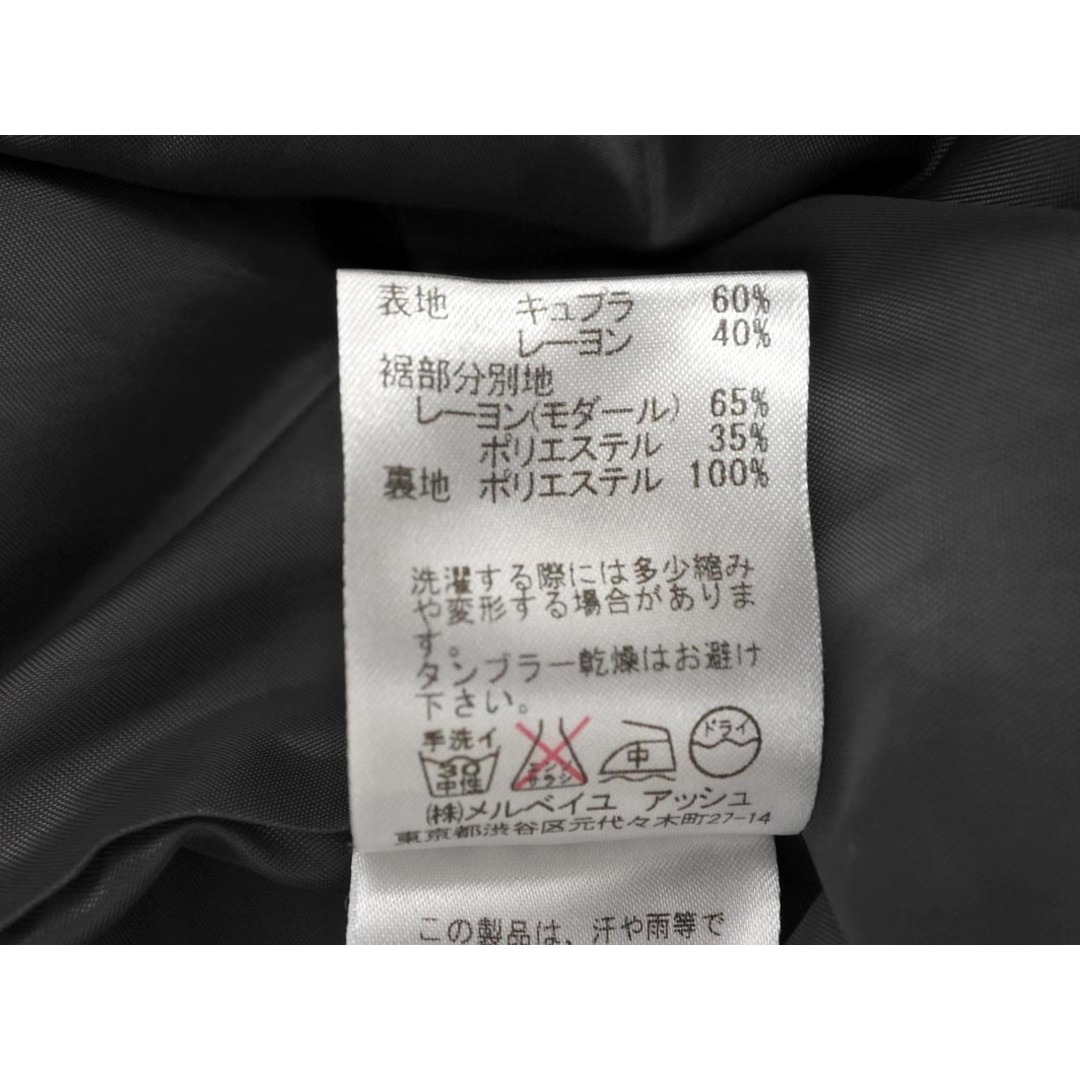 表地 キュプラ 60%
レーヨン 40%
裾部分別地
レーヨン(モダール) 65%
ポリエステル 35%
裏地 ポリエステル 100%
洗濯する際には多少縮み
や変形する場合がありま
す。
タンブラー乾燥はお避け
下さい。
手洗イ
30
中性
エンソ
サラシ
中
ドライ
(株)メルベイユ アッシュ
東京都渋谷区元代々木町27-14
この製品は、汗や雨等で